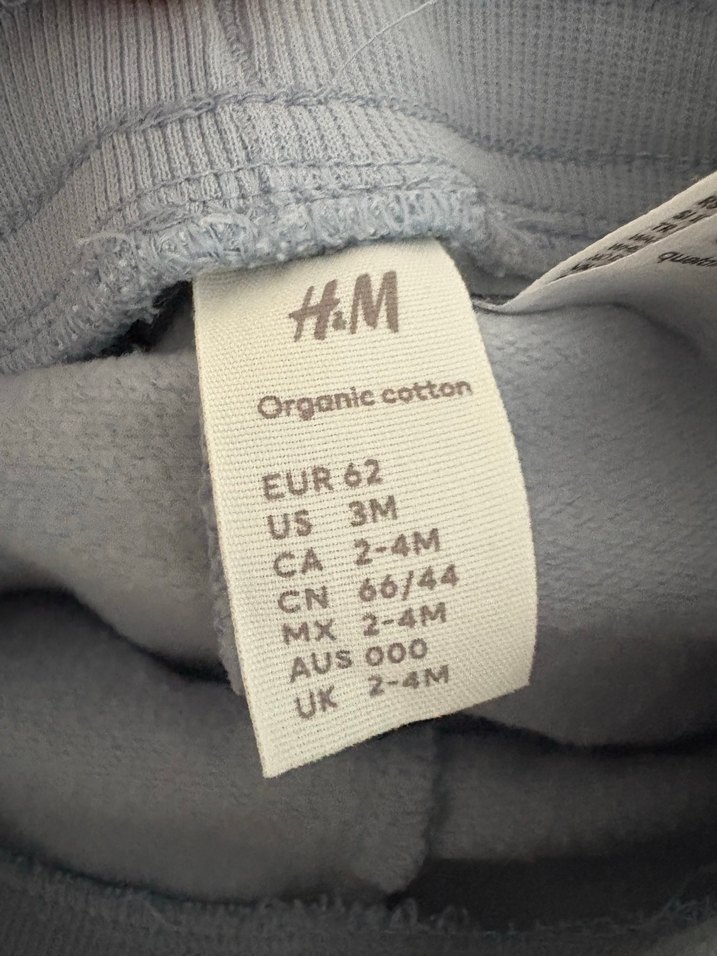 H&M
Organic cotton
EUR 62
US 3M
CA 2-4M
CN 66/44
MX 2-4M
AUS 000
UK 2-4M